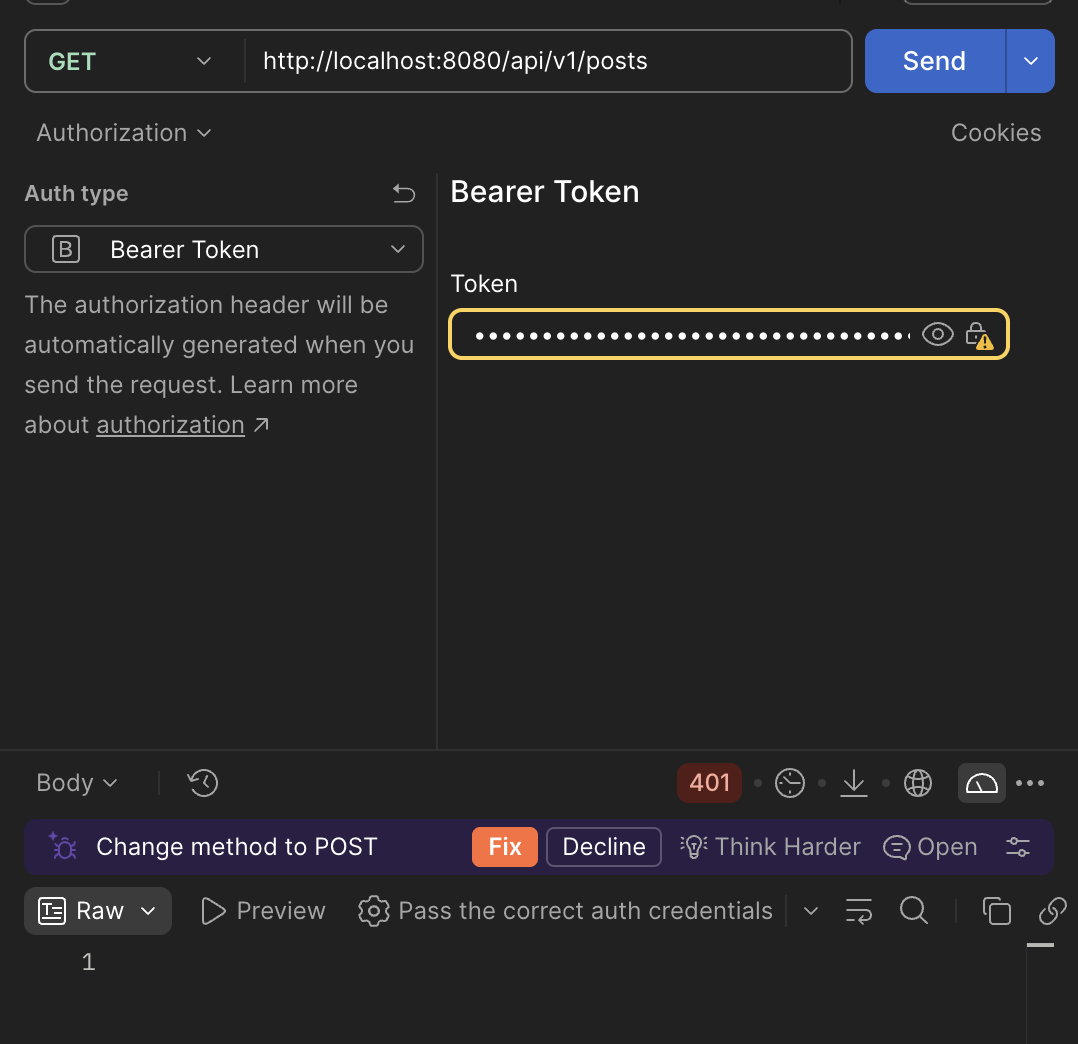 GET http://localhost:8080/api/v1/posts Send
Authorization Cookies
Auth type
B Bearer Token
The authorization header will be
automatically generated when you
send the request. Learn more
about authorization ↗
Bearer Token
Token
••••••••••••••••••••••••••••••••
Body 401
Change method to POST Fix Decline Think Harder Open
Raw Preview Pass the correct auth credentials
1